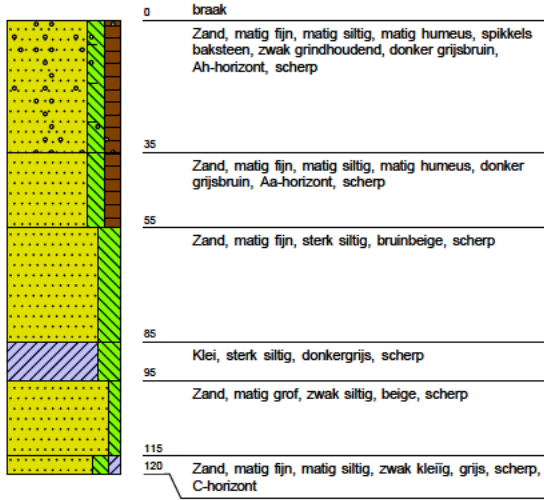 0
braak
Zand, matig fijn, matig siltig, matig humeus, spikkels
baksteen, zwak grindhoudend, donker grijsbruin,
Ah-horizont, scherp
35
Zand, matig fijn, matig siltig, matig humeus, donker
grijsbruin, Aa-horizont, scherp
55
Zand, matig fijn, sterk siltig, bruinbeige, scherp
85
Klei, sterk siltig, donkergrijs, scherp
95
Zand, matig grof, zwak siltig, beige, scherp
115
120
Zand, matig fijn, matig siltig, zwak kleiïg, grijs, scherp,
C-horizont